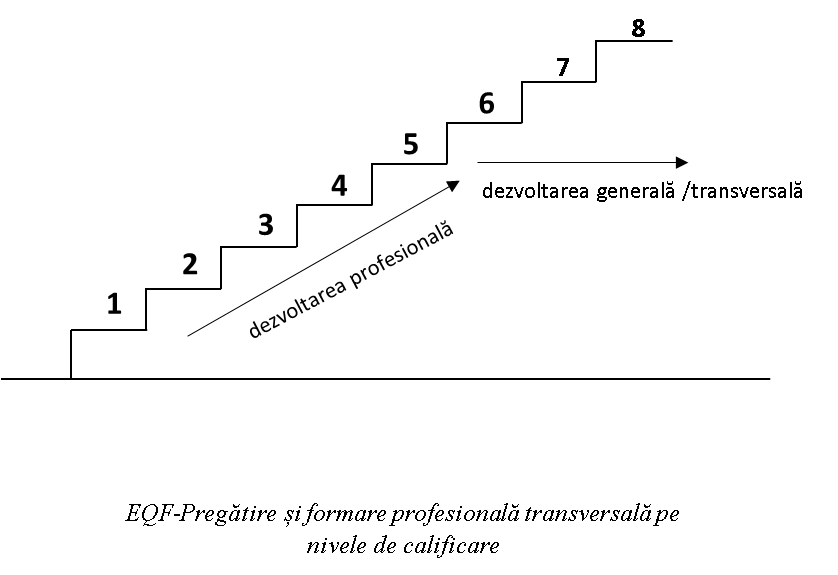 8
7
6
5
4
3
2
1
dezvoltarea generală /transversală
dezvoltarea profesională
EQF-Pregătire și formare profesională transversală pe
nivele de calificare